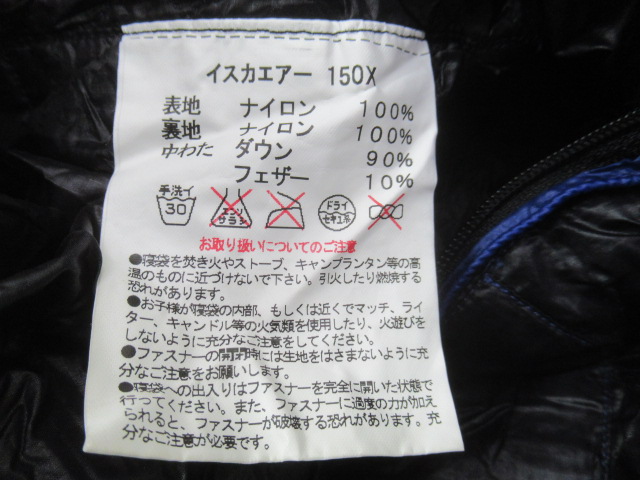 イスカエアー 150X
表地 ナイロン 100%
裏地 ナイロン 100%
中わた ダウン 90%
フェザー 10%
手洗イ
30
エンソ
サラシ
ドライ
セキユ系
お取り扱いについてのご注意
●寝袋を焚き火やストーブ、キャンプランタン等の高
温のものに近づけないで下さい。引火したり燃焼する
恐れがあります。
●お子様が寝袋の内部、もしくは近くでマッチ、ライ
ター、キャンドル等の火気類を使用したり、火遊びを
しないように充分なご注意をしてください。
●ファスナーの開閉時には生地をはさまないように充
分なご注意をお願いします。
●寝袋への出入りはファスナーを完全に開いた状態で
行ってください。また、ファスナーに過度の力が加え
られると、ファスナーが破壊する恐れがあります。充
分なご注意が必要です。